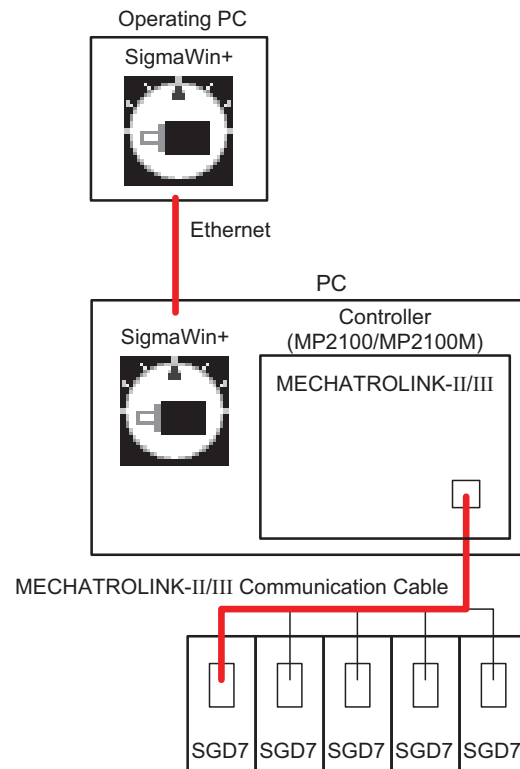 Operating PC
SigmaWin+
Ethernet
PC
SigmaWin+
Controller
(MP2100/MP2100M)
MECHATROLINK-II/III
MECHATROLINK-II/III Communication Cable
SGD7 SGD7 SGD7 SGD7 SGD7